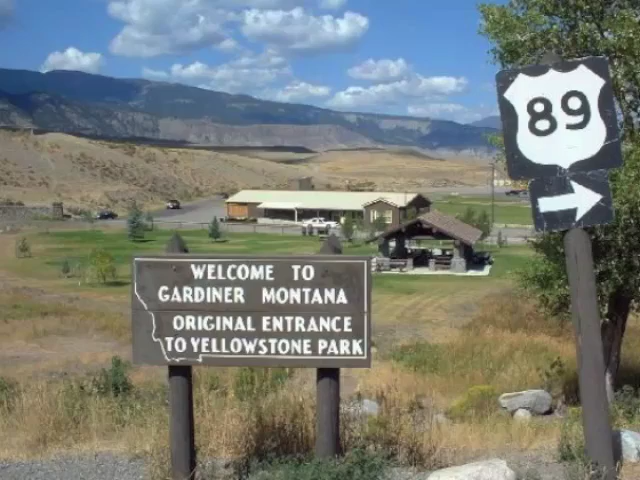 WELCOME TO
GARDINER MONTANA
ORIGINAL ENTRANCE
TO YELLOWSTONE PARK
89